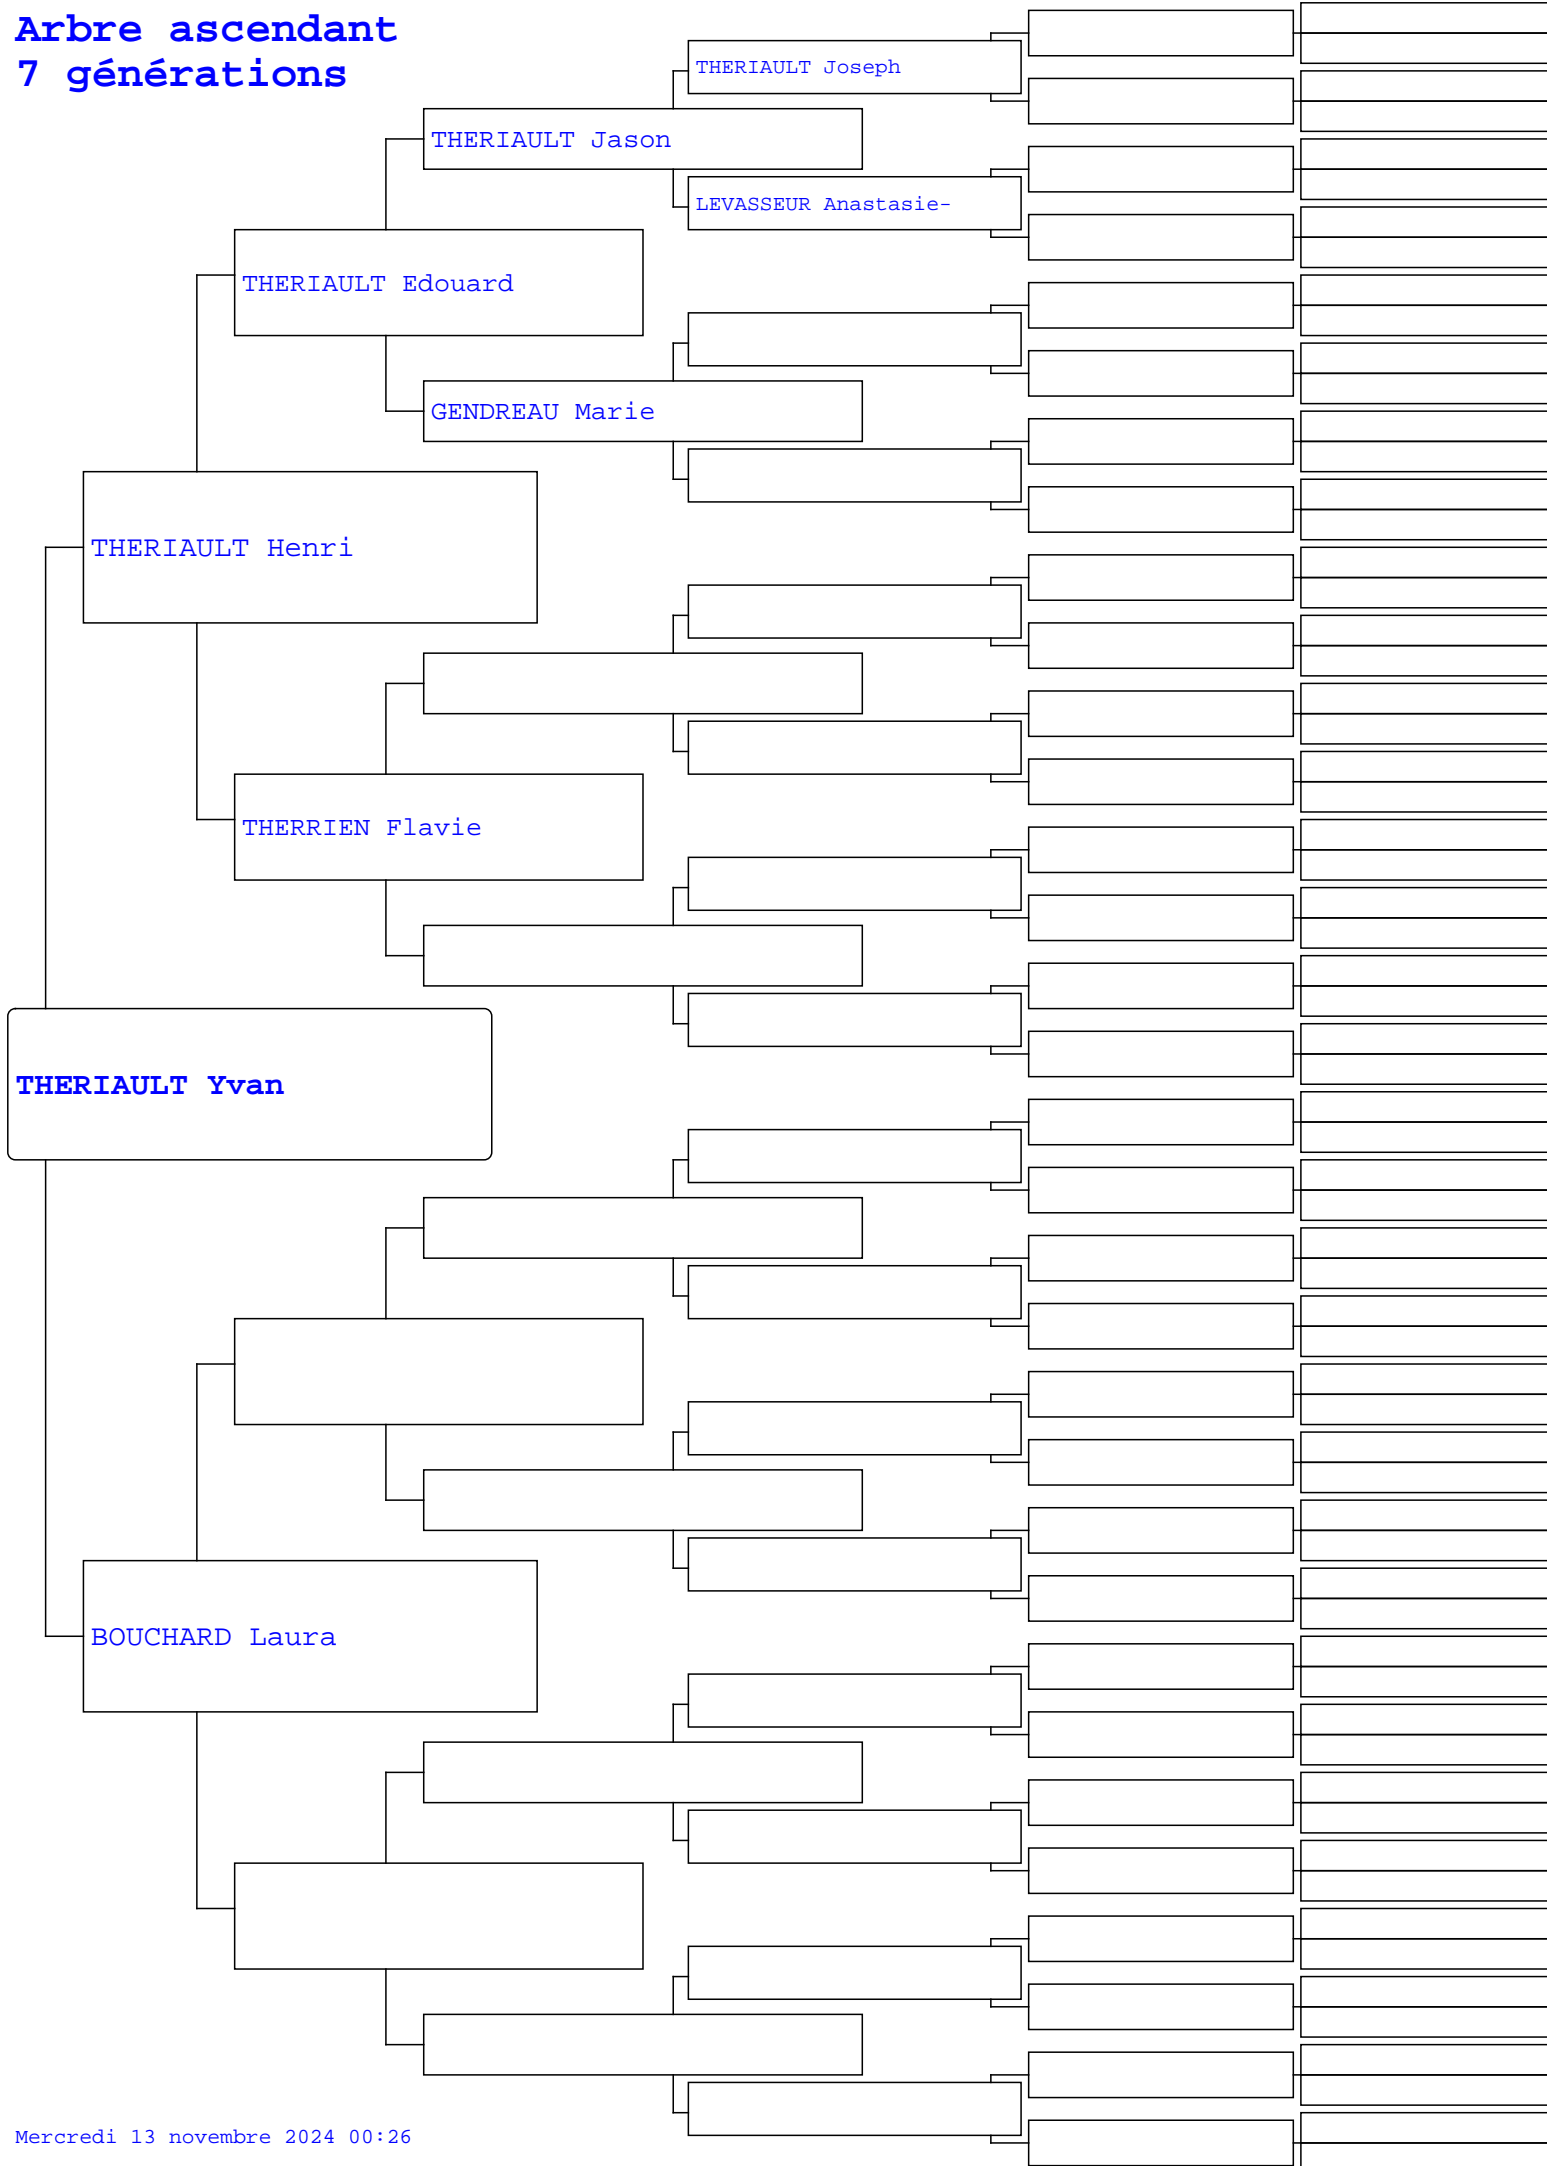 Arbre ascendant
7 générations
THERIAULT Joseph
THERIAULT Jason
LEVASSEUR Anastasie-
THERIAULT Edouard
GENDREAU Marie
THERIAULT Henri
THERRIEN Flavie
THERIAULT Yvan
BOUCHARD Laura
Mercredi 13 novembre 2024 00:26